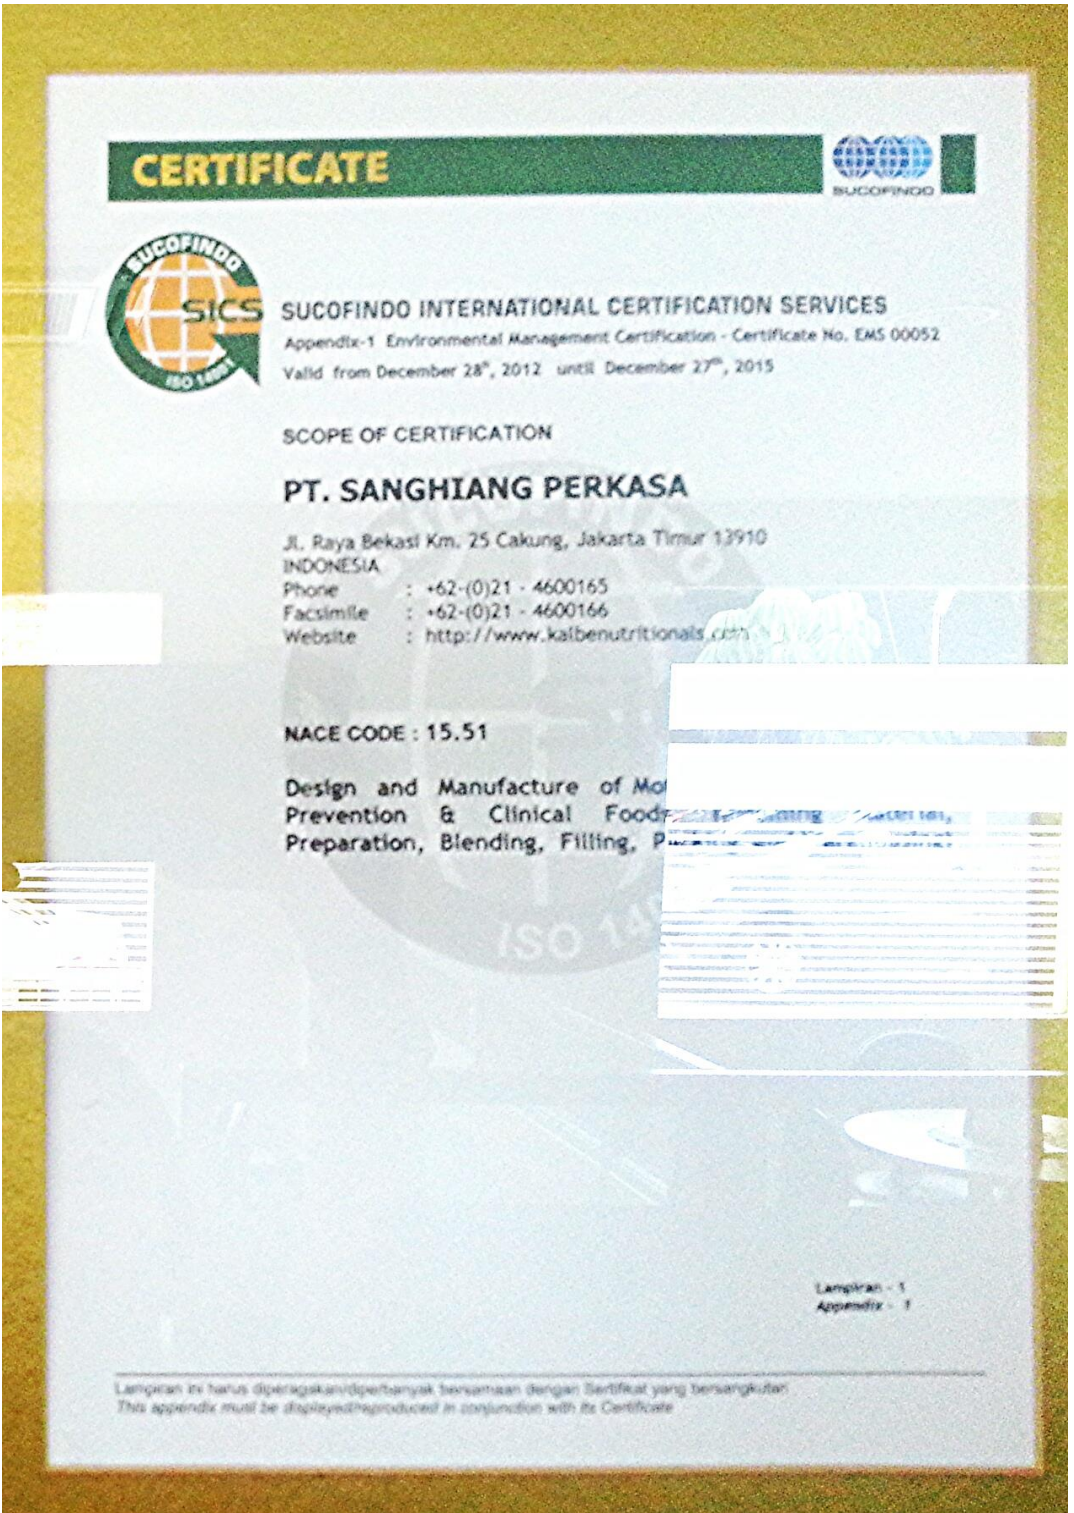 CERTIFICATE
SUCOFINDO
SUCOFINDO
SICS
ISO 14001
SUCOFINDO INTERNATIONAL CERTIFICATION SERVICES
Appendix-1 Environmental Management Certification - Certificate No. EMS 00052
Valid from December 28th, 2012 until December 27th, 2015
SCOPE OF CERTIFICATION
PT. SANGHIANG PERKASA
Jl. Raya Bekasi Km. 25 Cakung, Jakarta Timur 13910
INDONESIA
Phone : +62-(0)21 - 4600165
Facsimile : +62-(0)21 - 4600166
Website : http://www.kalbenutritionals.com
NACE CODE : 15.51
Design and Manufacture of
Prevention & Clinical Foods
Preparation, Blending, Filling,
ISO
Lampiran - 1
Appendix - 1
Lampiran ini harus diperagakan/diperbanyak bersamaan dengan Sertifikat yang bersangkutan
This appendix must be displayed/reproduced in conjunction with its Certificate